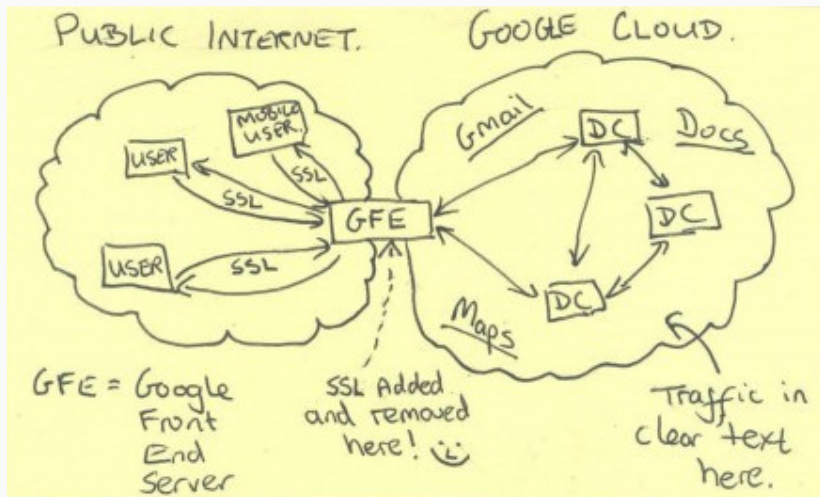 PUBLIC INTERNET.
GOOGLE CLOUD.
MOBILE
USER.
USER
SSL
SSL
USER
SSL
GFE
Gmail
DC
Docs
DC
DC
Maps
GFE = Google
Front
End
Server
SSL Added
and removed
here!
Traffic in
clear text
here.